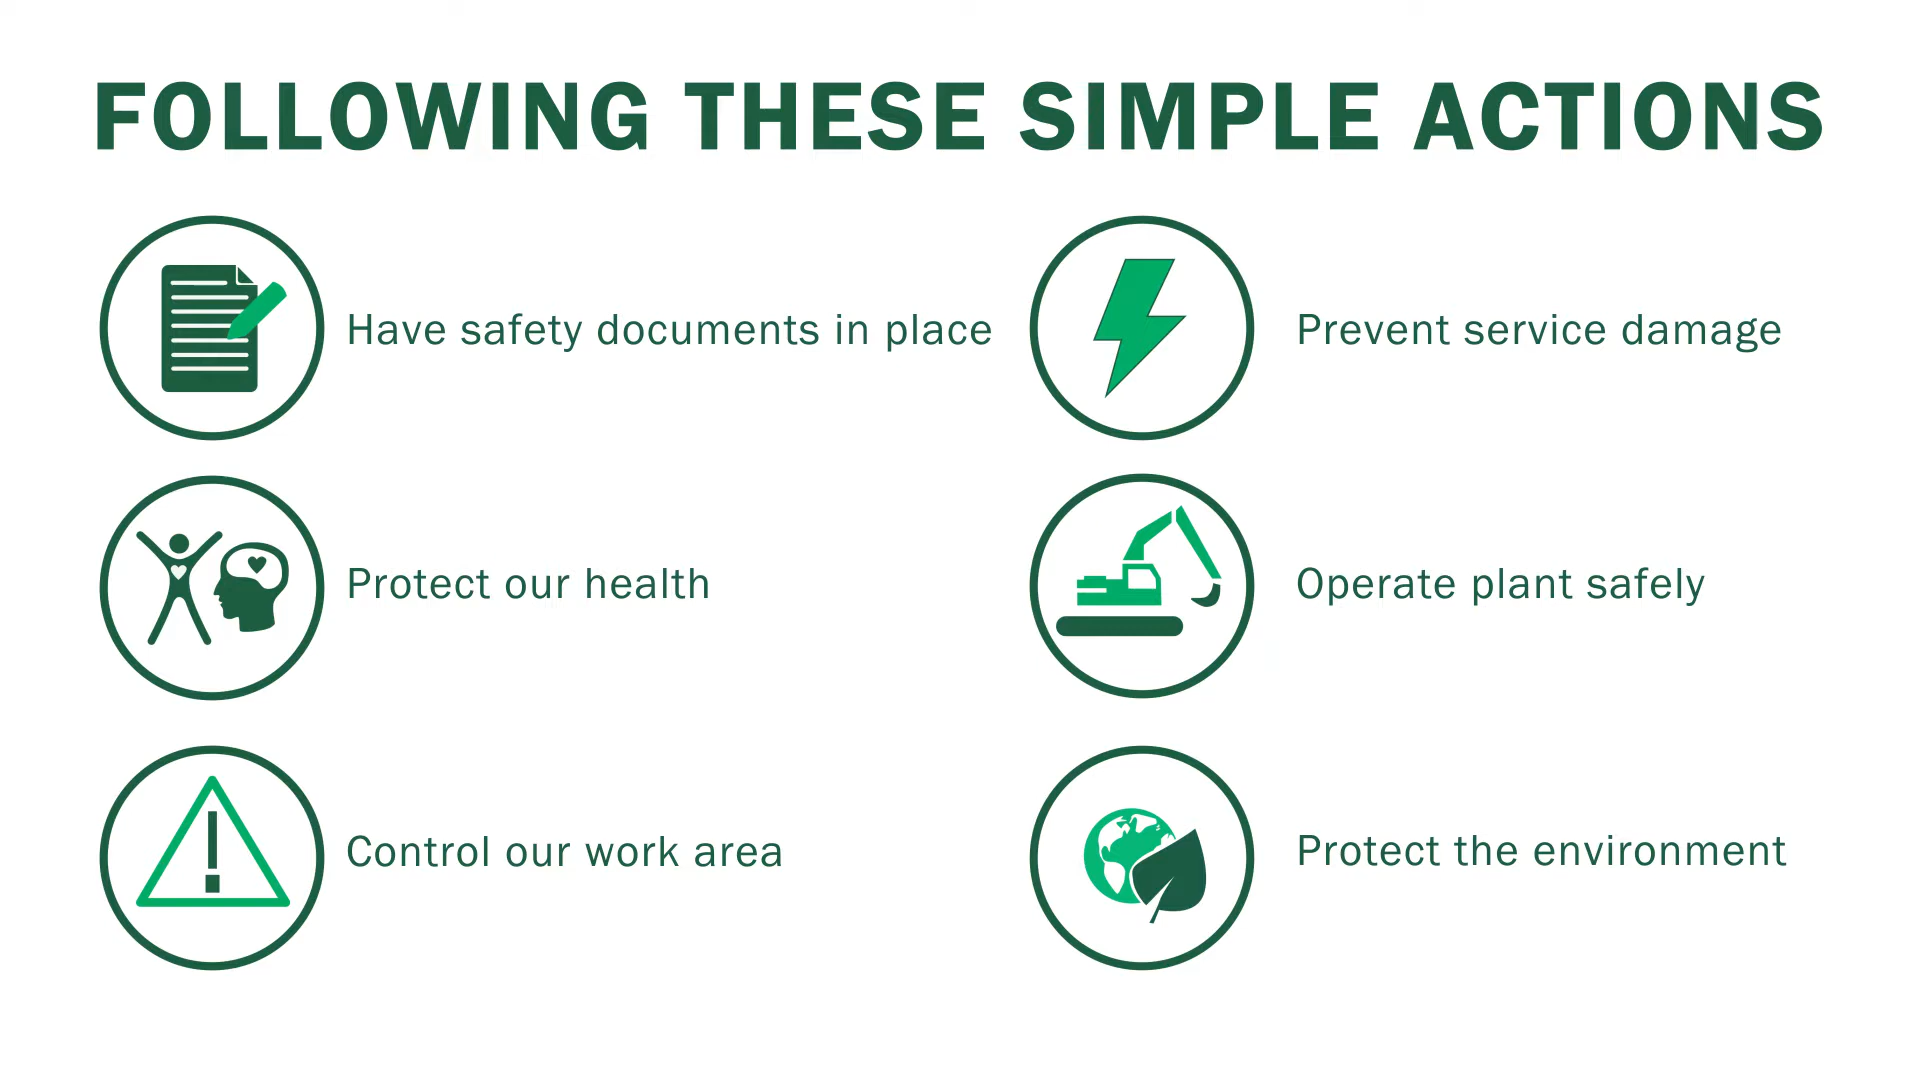 FOLLOWING THESE SIMPLE ACTIONS
Have safety documents in place
Prevent service damage
Protect our health
Operate plant safely
Control our work area
Protect the environment